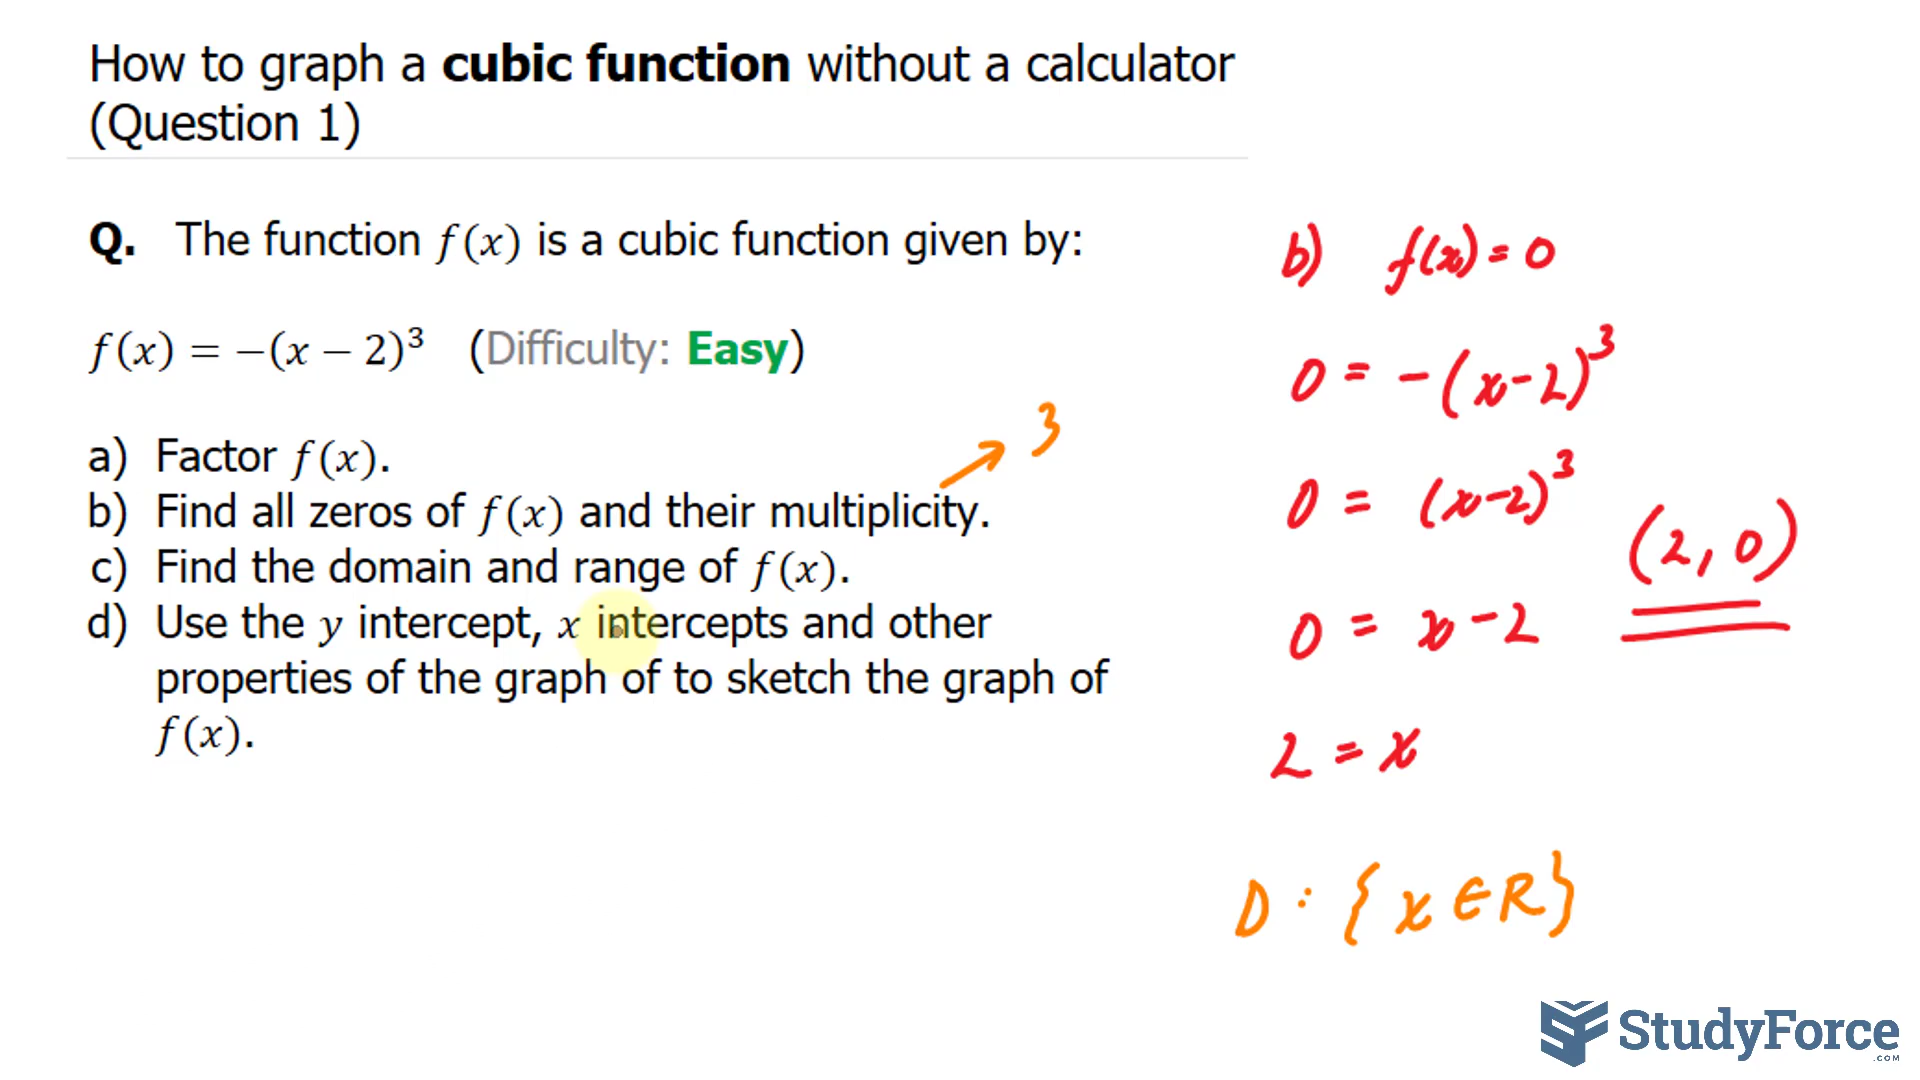 How to graph a cubic function without a calculator
(Question 1)
Q. The function f(x) is a cubic function given by:
f(x) = −(x − 2)³ (Difficulty: Easy)
a) Factor f(x).
b) Find all zeros of f(x) and their multiplicity.
c) Find the domain and range of f(x).
d) Use the y intercept, x intercepts and other
properties of the graph of to sketch the graph of
f(x).
3
b) f(x) = 0
0 = -(x-2)³
0 = (x-2)³
(2, 0)
0 = x-2
2 = x
D : { x ∈ R }
StudyForce
.COM